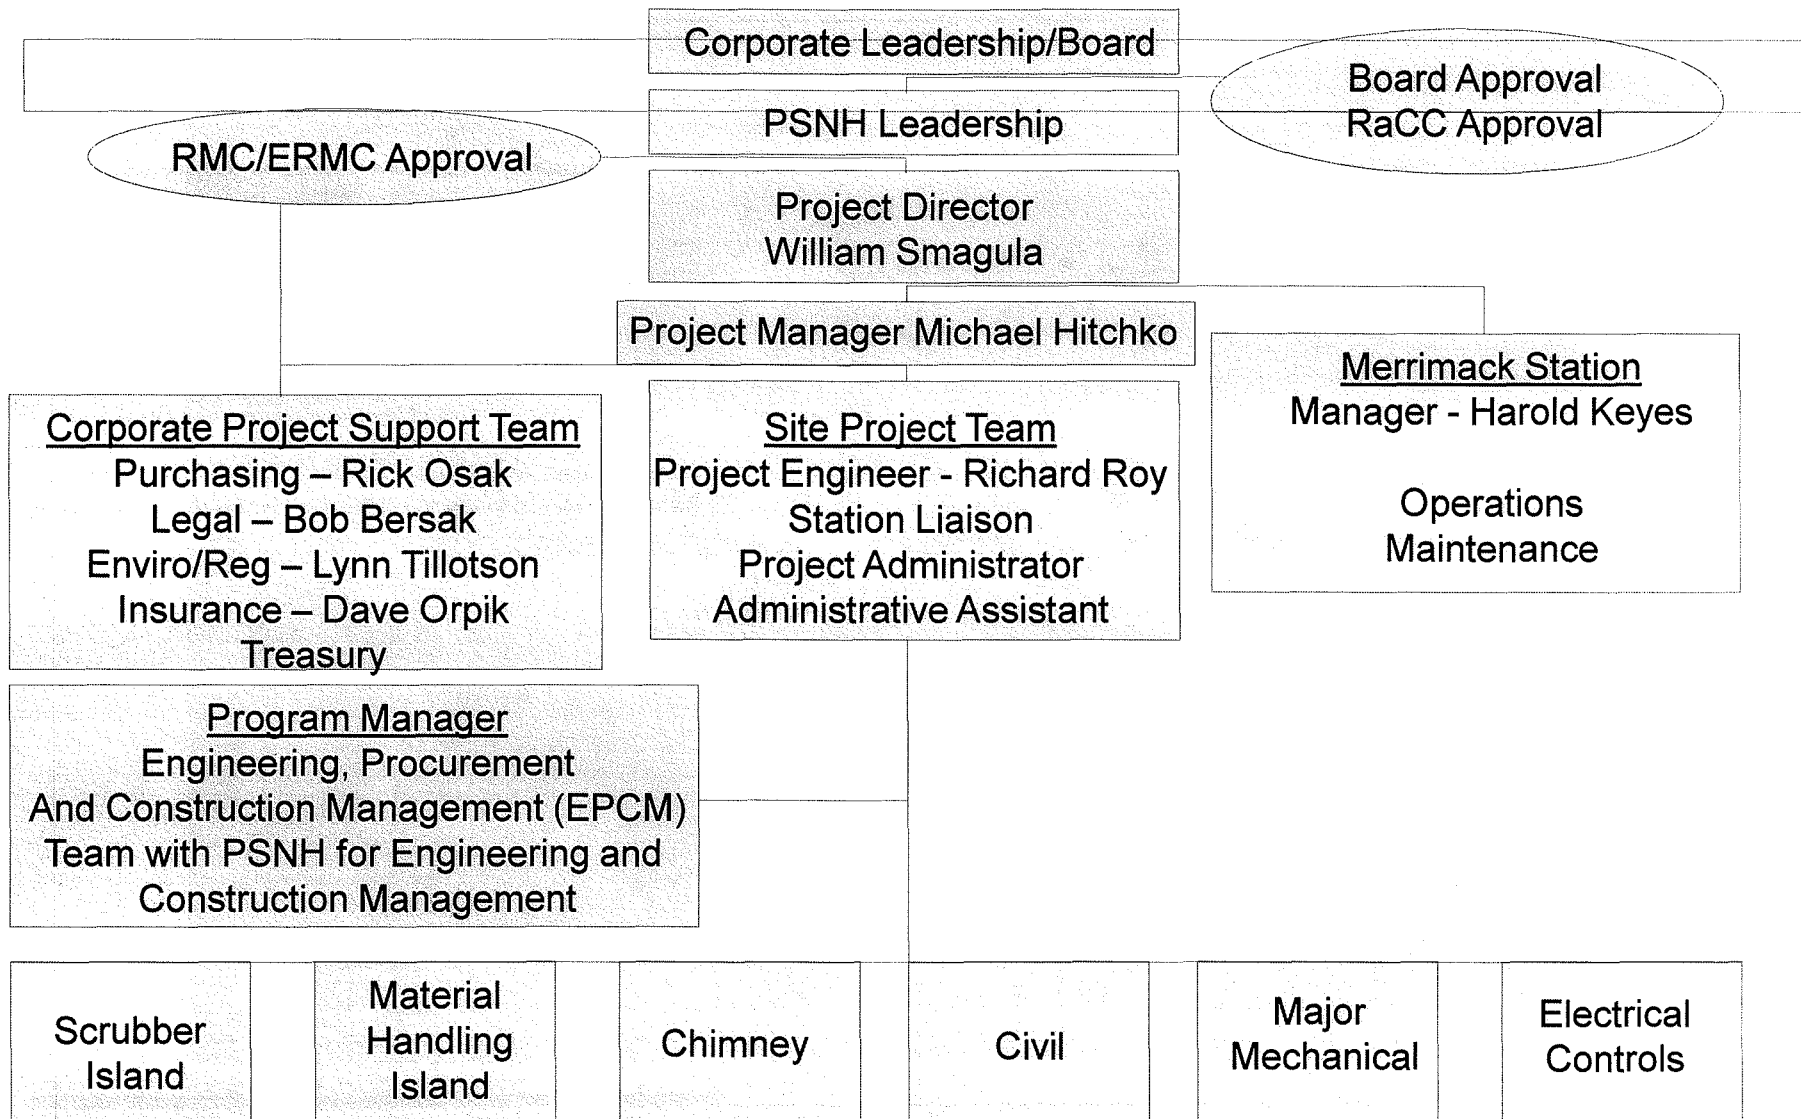 Corporate Leadership/Board
Board Approval
RaCC Approval
PSNH Leadership
RMC/ERMC Approval
Project Director
William Smagula
Project Manager Michael Hitchko
Merrimack Station
Manager - Harold Keyes
Operations
Maintenance
Corporate Project Support Team
Purchasing – Rick Osak
Legal – Bob Bersak
Enviro/Reg – Lynn Tillotson
Insurance – Dave Orpik
Treasury
Site Project Team
Project Engineer - Richard Roy
Station Liaison
Project Administrator
Administrative Assistant
Program Manager
Engineering, Procurement
And Construction Management (EPCM)
Team with PSNH for Engineering and
Construction Management
Scrubber
Island
Material
Handling
Island
Chimney
Civil
Major
Mechanical
Electrical
Controls